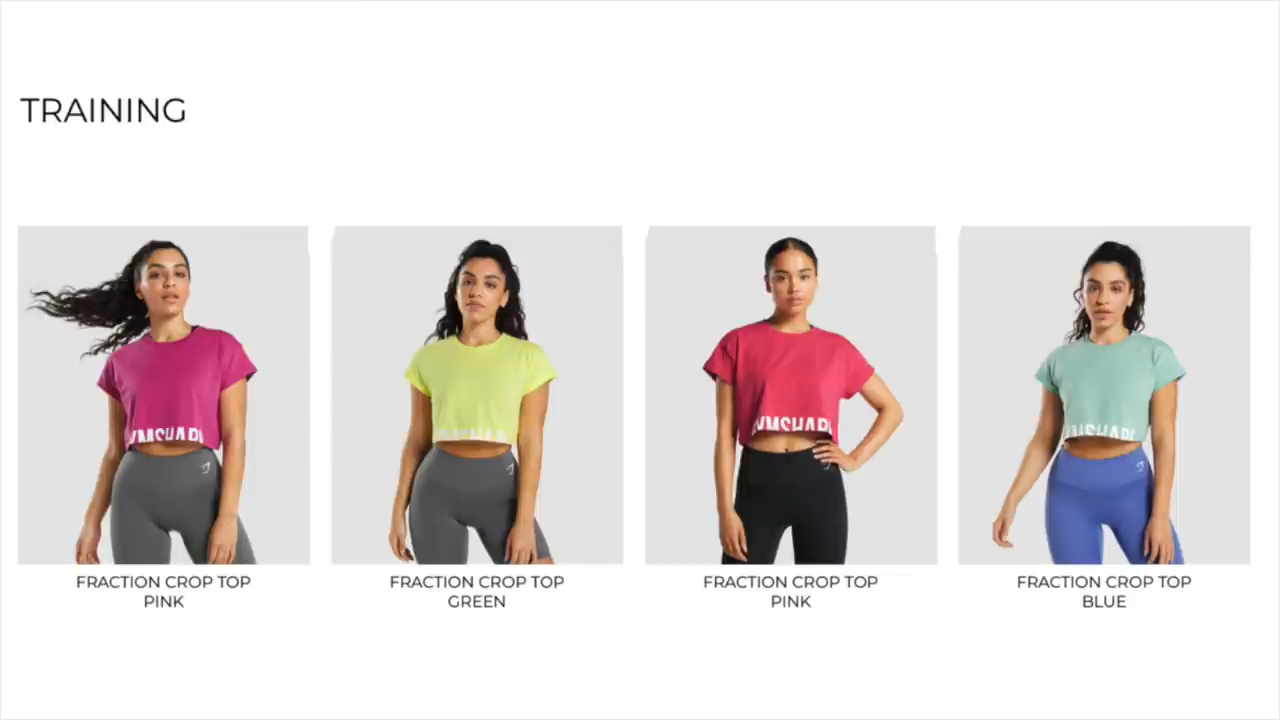 TRAINING
FRACTION CROP TOP
PINK
FRACTION CROP TOP
GREEN
FRACTION CROP TOP
PINK
FRACTION CROP TOP
BLUE